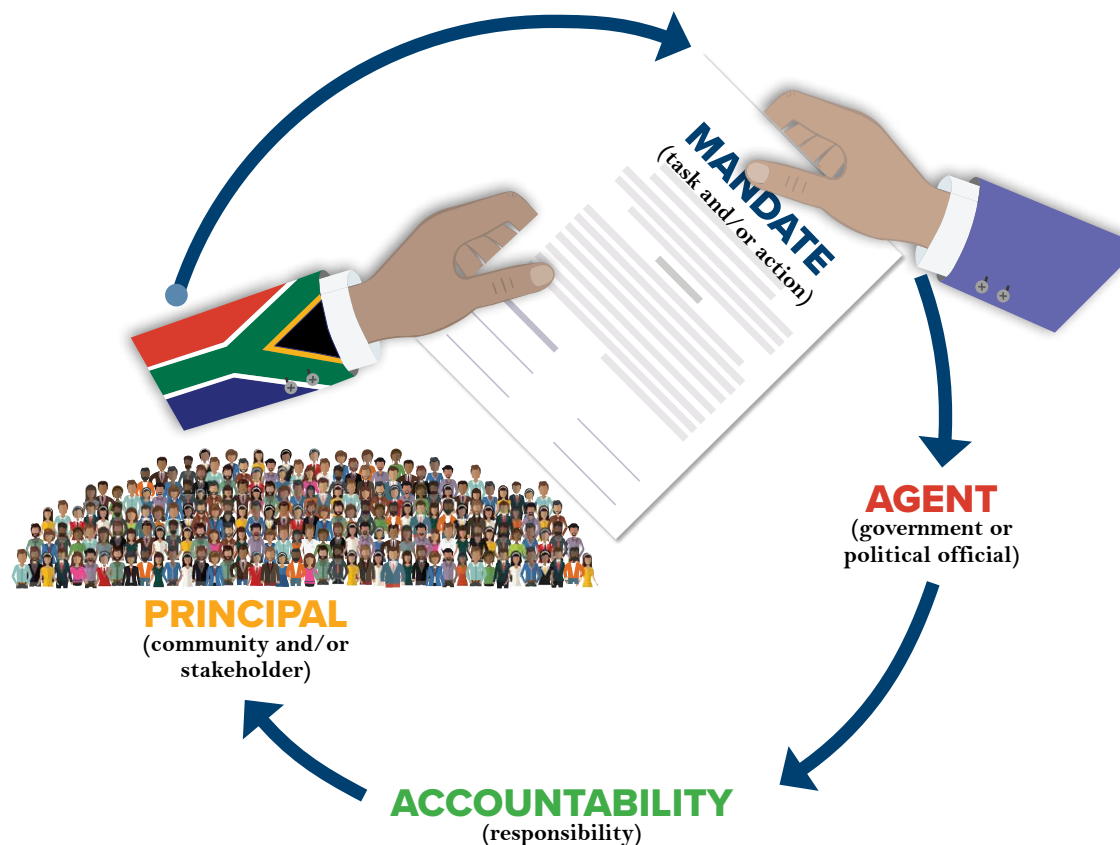 MANDATE
(task and/or action)
AGENT
(government or
political official)
PRINCIPAL
(community and/or
stakeholder)
ACCOUNTABILITY
(responsibility)